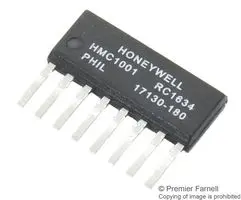 HONEYWELL
HMC1001 RC1634
PHIL 17130-180
© Premier Farnell